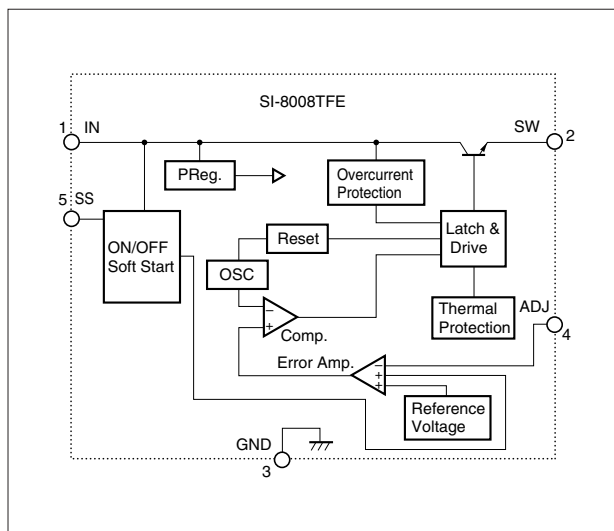 SI-8008TFE
1 IN
SW 2
PReg.
Overcurrent
Protection
5 SS
ON/OFF
Soft Start
Reset
Latch &
Drive
OSC
−
+
Comp.
Thermal
Protection
ADJ
4
Error Amp.
−
+
+
Reference
Voltage
GND
3